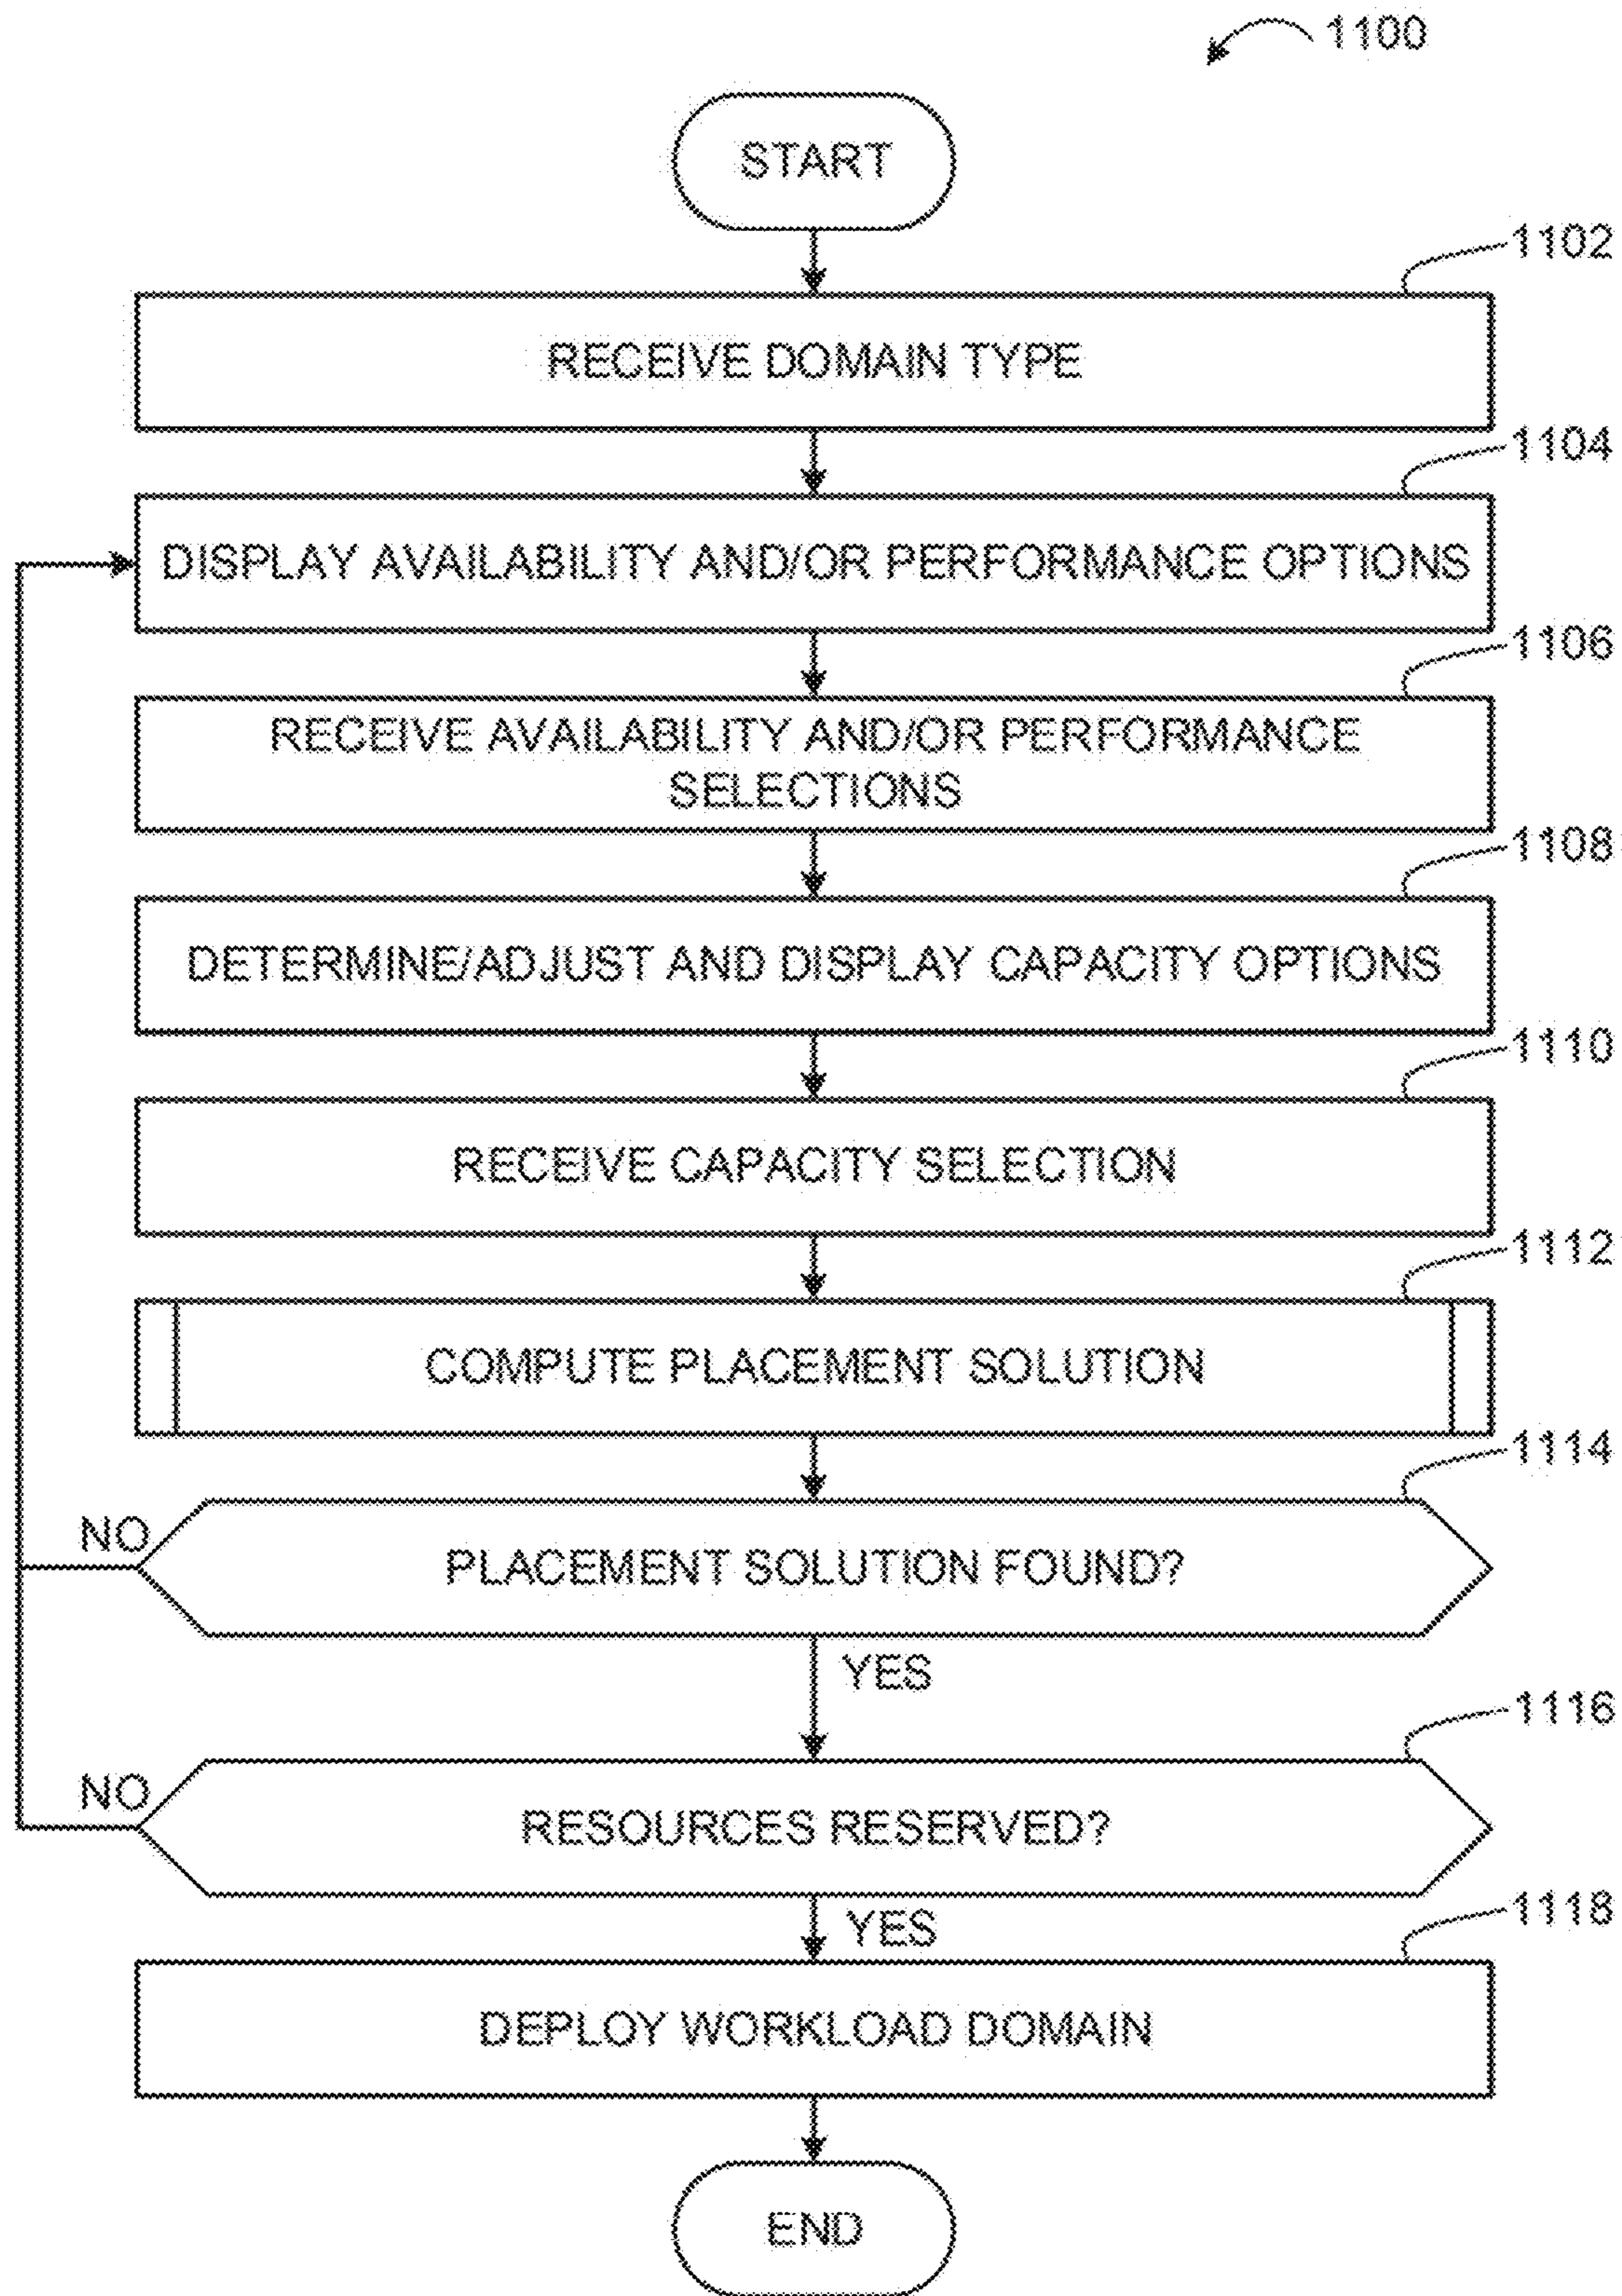 1100
START
1102
RECEIVE DOMAIN TYPE
1104
DISPLAY AVAILABILITY AND/OR PERFORMANCE OPTIONS
1106
RECEIVE AVAILABILITY AND/OR PERFORMANCE
SELECTIONS
1108
DETERMINE/ADJUST AND DISPLAY CAPACITY OPTIONS
1110
RECEIVE CAPACITY SELECTION
1112
COMPUTE PLACEMENT SOLUTION
1114
NO
PLACEMENT SOLUTION FOUND?
YES
1116
NO
RESOURCES RESERVED?
YES
1118
DEPLOY WORKLOAD DOMAIN
END